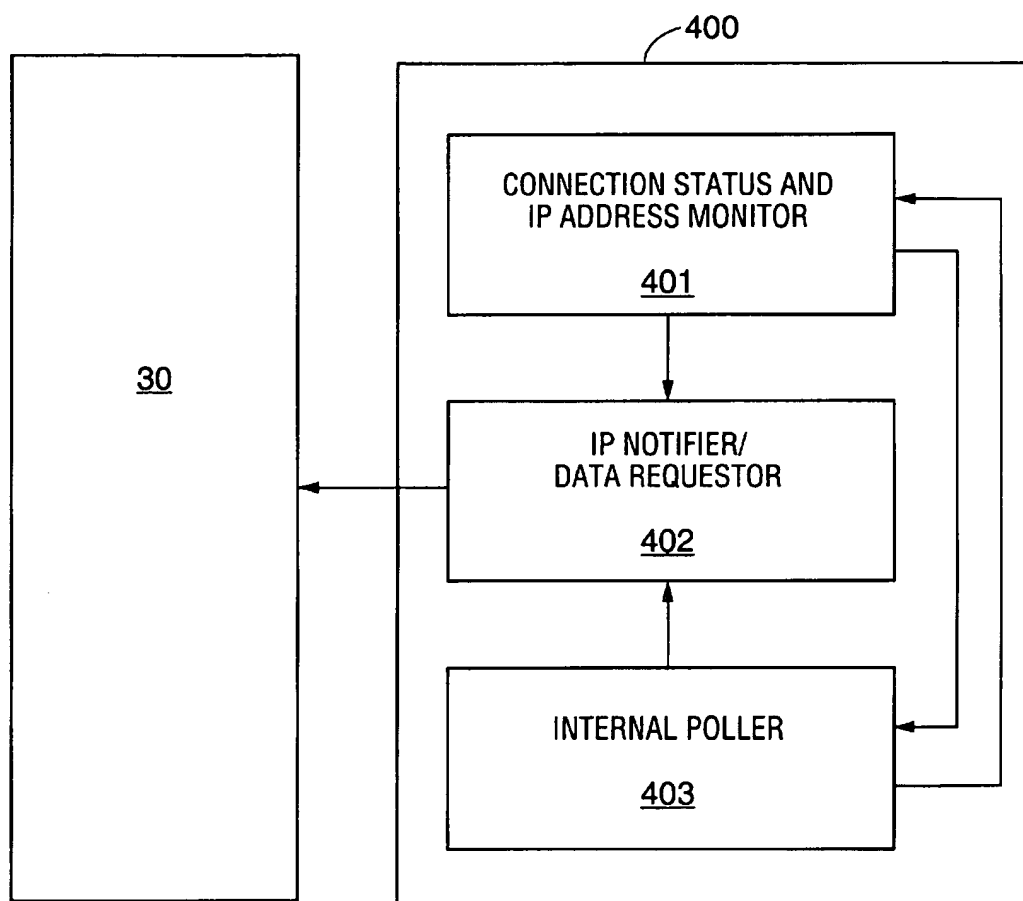 400
CONNECTION STATUS AND
IP ADDRESS MONITOR
401
30
IP NOTIFIER/
DATA REQUESTOR
402
INTERNAL POLLER
403